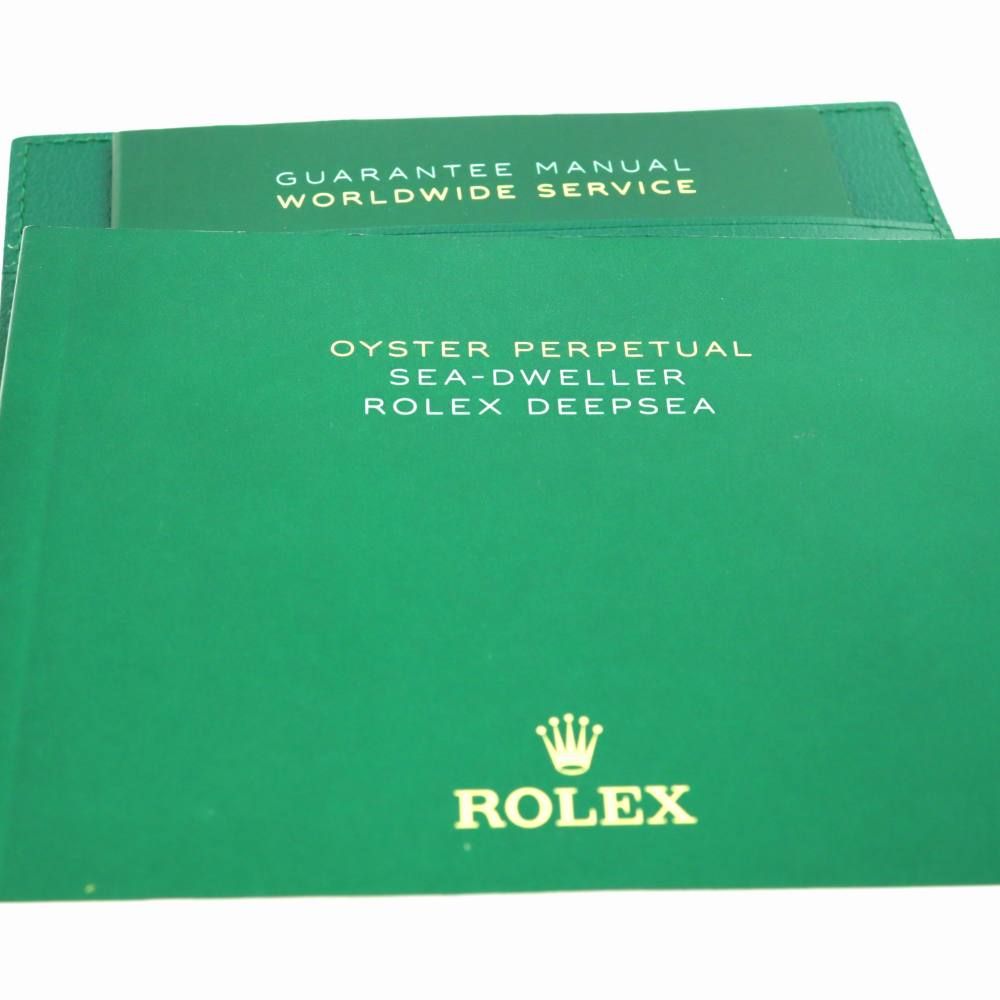 GUARANTEE MANUAL
WORLDWIDE SERVICE
OYSTER PERPETUAL
SEA-DWELLER
ROLEX DEEPSEA
ROLEX